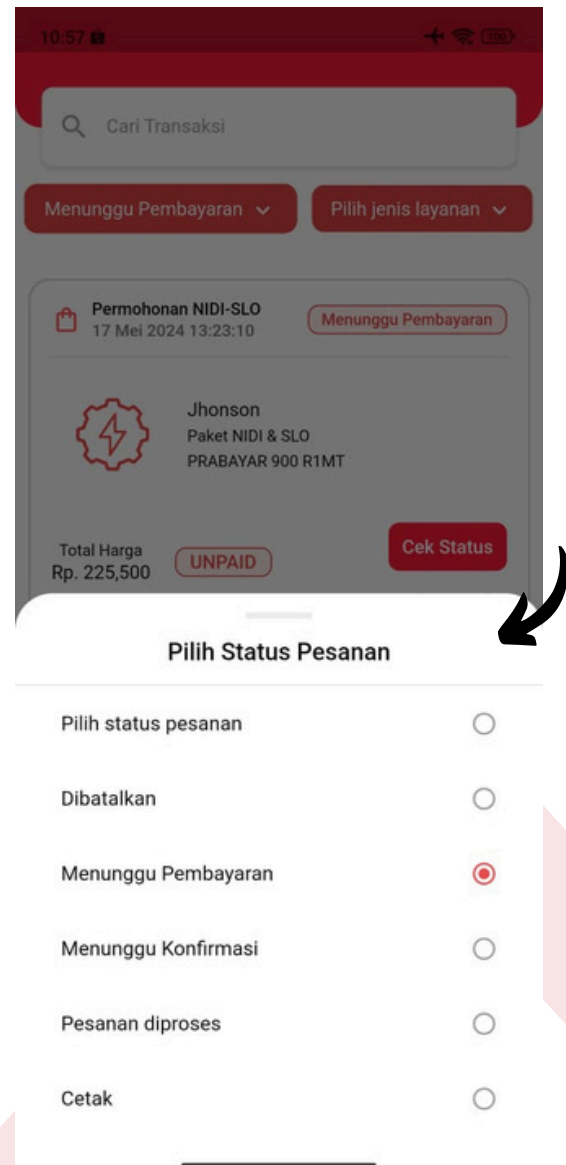 10:57
100
Cari Transaksi
Menunggu Pembayaran
Pilih jenis layanan
Permohonan NIDI-SLO
17 Mei 2024 13:23:10
Menunggu Pembayaran
Jhonson
Paket NIDI & SLO
PRABAYAR 900 R1MT
Total Harga
Rp. 225,500
UNPAID
Cek Status
Pilih Status Pesanan
Pilih status pesanan
Dibatalkan
Menunggu Pembayaran
Menunggu Konfirmasi
Pesanan diproses
Cetak